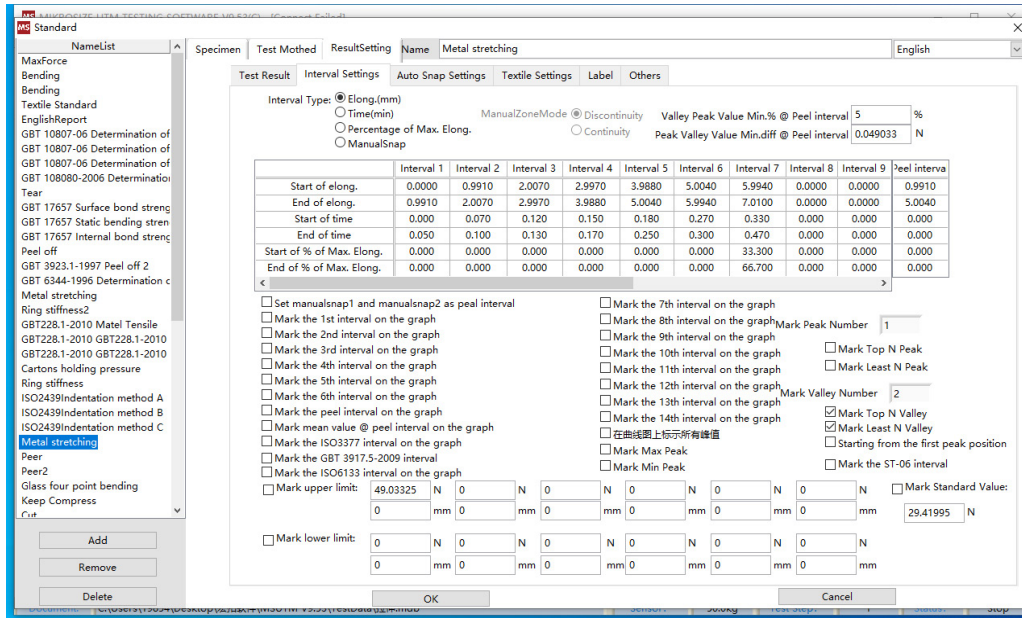 MS Standard
NameList
MaxForce
Bending
Bending
Textile Standard
EnglishReport
GBT 10807-06 Determination of
GBT 10807-06 Determination of
GBT 10807-06 Determination of
GBT 108080-2006 Determination
Tear
GBT 17657 Surface bond streng
GBT 17657 Static bending stren
GBT 17657 Internal bond streng
Peel off
GBT 3923.1-1997 Peel off 2
GBT 6344-1996 Determination c
Metal stretching
Ring stiffness2
GBT228.1-2010 Matel Tensile
GBT228.1-2010 GBT228.1-2010
GBT228.1-2010 GBT228.1-2010
Cartons holding pressure
Ring stiffness
ISO2439Indentation method A
ISO2439Indentation method B
ISO2439Indentation method C
Metal stretching
Peer
Peer2
Glass four point bending
Keep Compress
Cut
Add
Remove
Delete
Specimen Test Mothed ResultSetting Name Metal stretching English
Test Result Interval Settings Auto Snap Settings Textile Settings Label Others
Interval Type: Elong.(mm)
Time(min)
Percentage of Max. Elong.
ManualSnap
ManualZoneMode Discontinuity
Continuity
Valley Peak Value Min.% @ Peel interval 5 %
Peak Valley Value Min.diff @ Peel interval 0.049033 N
Interval 1 Interval 2 Interval 3 Interval 4 Interval 5 Interval 6 Interval 7 Interval 8 Interval 9 Peel interva
Start of elong. 0.0000 0.9910 2.0070 2.9970 3.9880 5.0040 5.9940 0.0000 0.0000 0.9910
End of elong. 0.9910 2.0070 2.9970 3.9880 5.0040 5.9940 7.0100 0.0000 0.0000 5.0040
Start of time 0.000 0.070 0.120 0.150 0.180 0.270 0.330 0.000 0.000 0.000
End of time 0.050 0.100 0.130 0.170 0.250 0.300 0.470 0.000 0.000 0.000
Start of % of Max. Elong. 0.000 0.000 0.000 0.000 0.000 0.000 33.300 0.000 0.000 0.000
End of % of Max. Elong. 0.000 0.000 0.000 0.000 0.000 0.000 66.700 0.000 0.000 0.000
Set manualsnap1 and manualsnap2 as peal interval
Mark the 1st interval on the graph
Mark the 2nd interval on the graph
Mark the 3rd interval on the graph
Mark the 4th interval on the graph
Mark the 5th interval on the graph
Mark the 6th interval on the graph
Mark the peel interval on the graph
Mark mean value @ peel interval on the graph
Mark the ISO3377 interval on the graph
Mark the GBT 3917.5-2009 interval
Mark the ISO6133 interval on the graph
Mark the 7th interval on the graph
Mark the 8th interval on the graph
Mark the 9th interval on the graph
Mark the 10th interval on the graph
Mark the 11th interval on the graph
Mark the 12th interval on the graph
Mark the 13th interval on the graph
Mark the 14th interval on the graph
在曲线图上标示所有峰值
Mark Max Peak
Mark Min Peak
Mark Peak Number 1
Mark Top N Peak
Mark Least N Peak
Mark Valley Number 2
Mark Top N Valley
Mark Least N Valley
Starting from the first peak position
Mark the ST-06 interval
Mark upper limit: 49.03325 N 0 N 0 N 0 N 0 N 0 N
0 mm 0 mm 0 mm 0 mm 0 mm 0 mm
Mark Standard Value:
29.41995 N
Mark lower limit: 0 N 0 N 0 N 0 N 0 N 0 N
0 mm 0 mm 0 mm 0 mm 0 mm 0 mm
OK Cancel